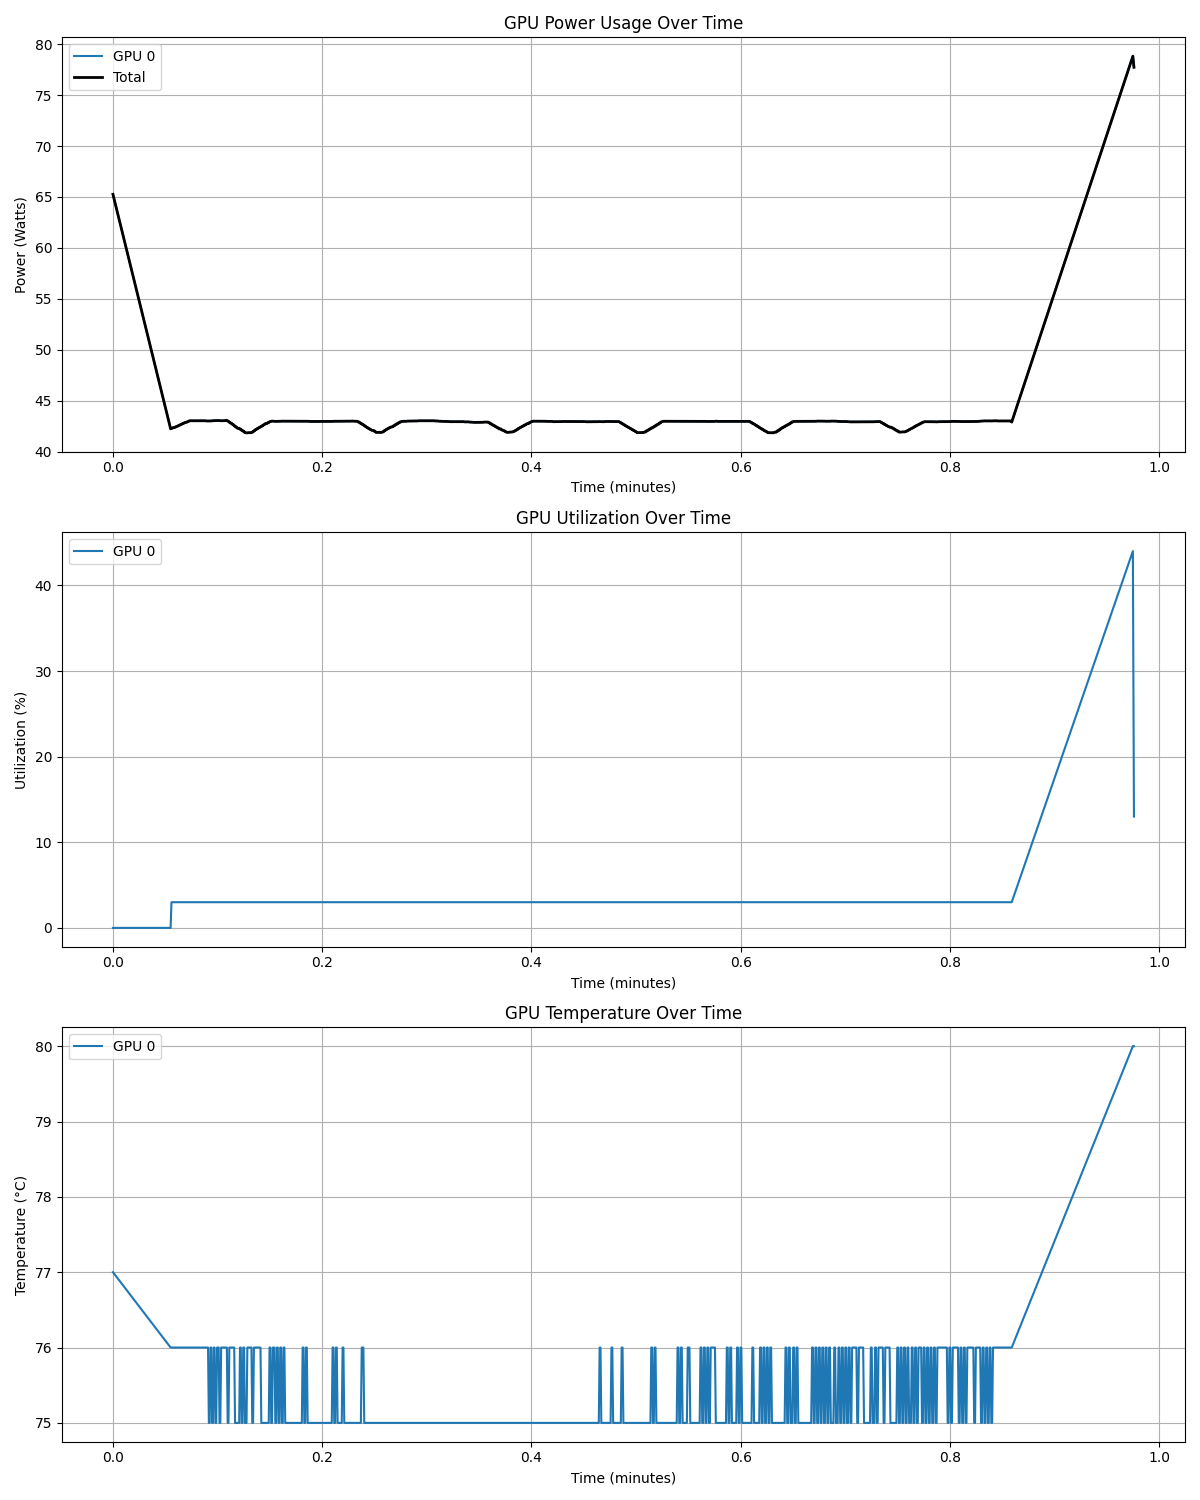 GPU Power Usage Over Time
80
75
70
65
60
55
50
45
40
Power (Watts)
GPU 0
Total
0.0 0.2 0.4 0.6 0.8 1.0
Time (minutes)
GPU Utilization Over Time
40
30
20
10
0
Utilization (%)
GPU 0
0.0 0.2 0.4 0.6 0.8 1.0
Time (minutes)
GPU Temperature Over Time
80
79
78
77
76
75
Temperature (°C)
GPU 0
0.0 0.2 0.4 0.6 0.8 1.0
Time (minutes)